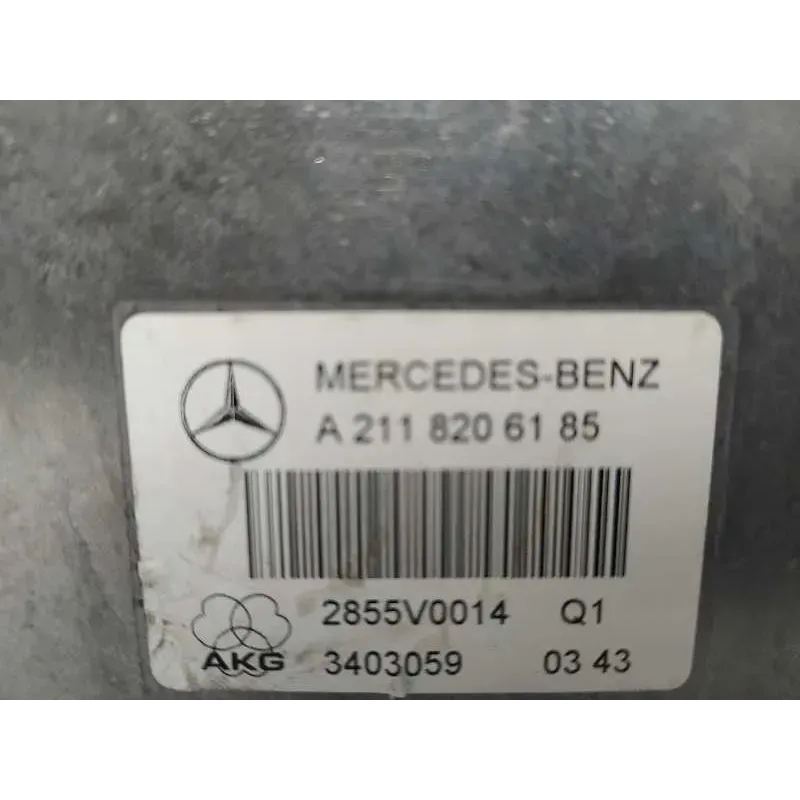 MERCEDES-BENZ
A 211 820 61 85
2855V0014 Q1
AKG 3403059 03 43